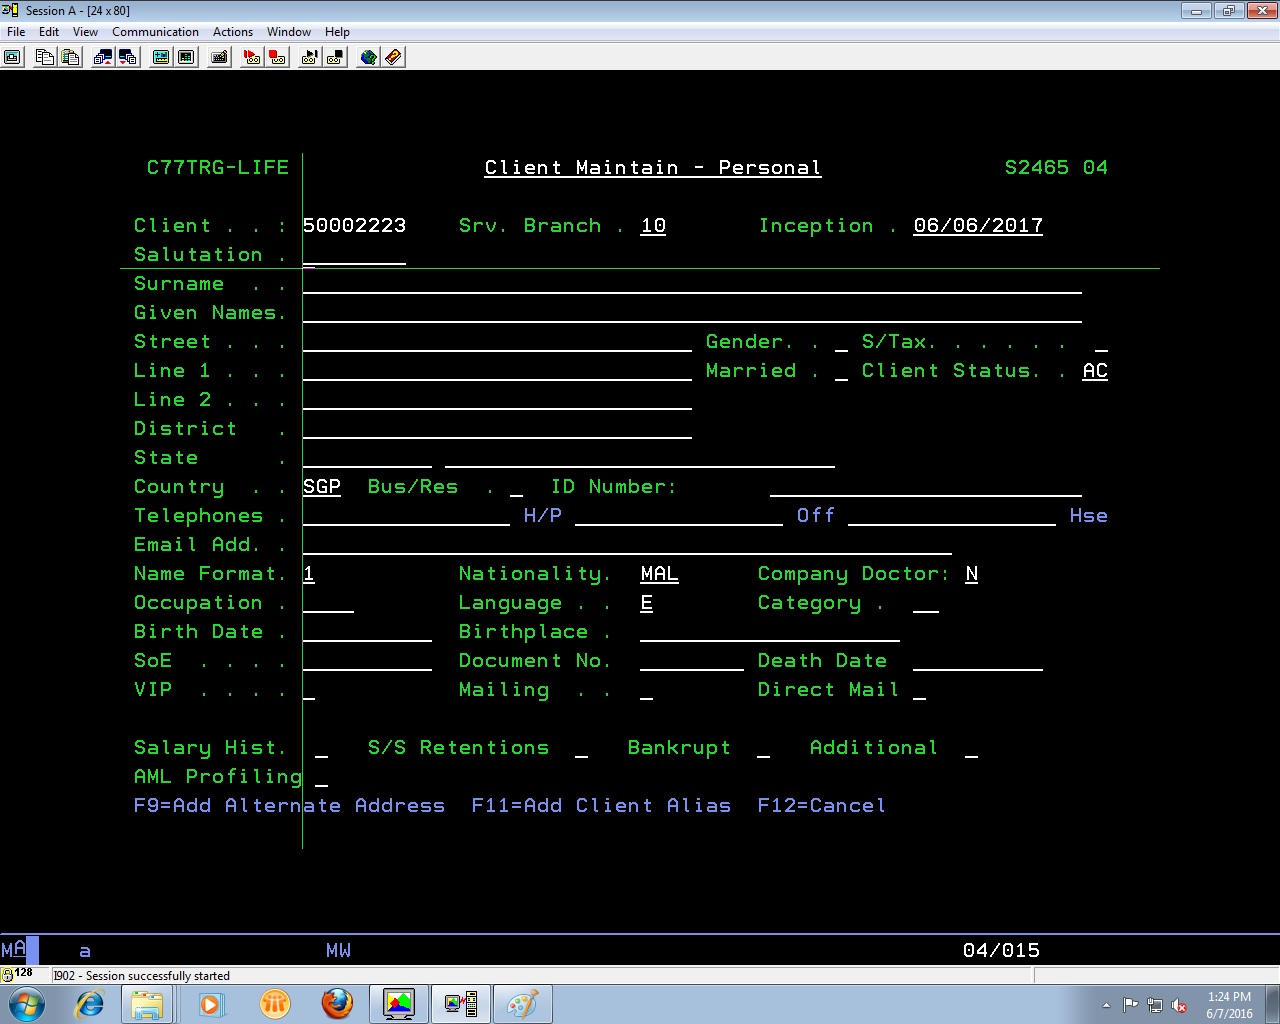 Session A - [24 x 80]
File Edit View Communication Actions Window Help
C77TRG-LIFE Client Maintain - Personal S2465 04
Client . . : 50002223 Srv. Branch . 10 Inception . 06/06/2017
Salutation .
Surname . .
Given Names.
Street . . . Gender. . S/Tax. . . . . .
Line 1 . . . Married . Client Status. . AC
Line 2 . . .
District .
State .
Country . . SGP Bus/Res . ID Number:
Telephones . H/P Off Hse
Email Add. .
Name Format. 1 Nationality. MAL Company Doctor: N
Occupation . Language . . E Category .
Birth Date . Birthplace .
SoE . . . . Document No. Death Date
VIP . . . . Mailing . . Direct Mail
Salary Hist. S/S Retentions Bankrupt Additional
AML Profiling
F9=Add Alternate Address F11=Add Client Alias F12=Cancel
MA a MW 04/015
128 I902 - Session successfully started
1:24 PM
6/7/2016